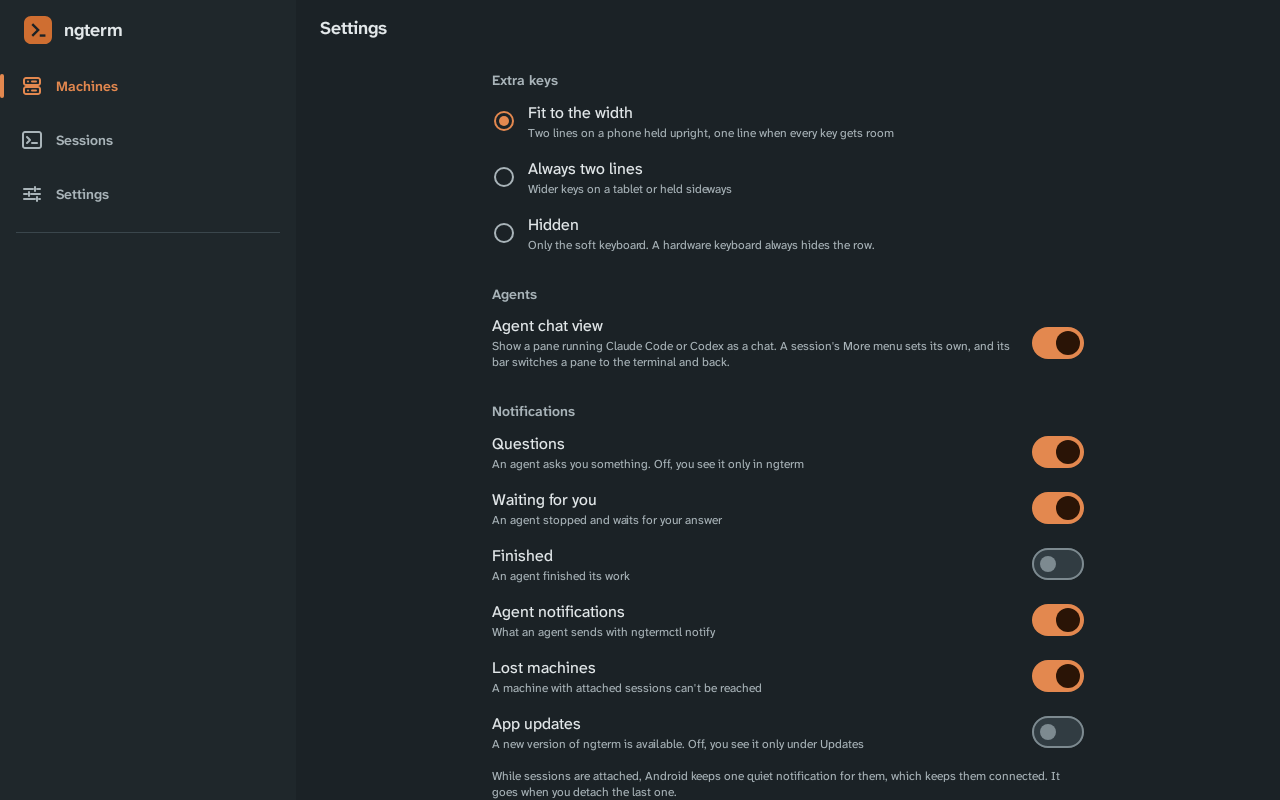 ngterm
Settings
Machines
Sessions
Settings
Extra keys
Fit to the width
Two lines on a phone held upright, one line when every key gets room
Always two lines
Wider keys on a tablet or held sideways
Hidden
Only the soft keyboard. A hardware keyboard always hides the row.
Agents
Agent chat view
Show a pane running Claude Code or Codex as a chat. A session's More menu sets its own, and its
bar switches a pane to the terminal and back.
Notifications
Questions
An agent asks you something. Off, you see it only in ngterm
Waiting for you
An agent stopped and waits for your answer
Finished
An agent finished its work
Agent notifications
What an agent sends with ngtermctl notify
Lost machines
A machine with attached sessions can't be reached
App updates
A new version of ngterm is available. Off, you see it only under Updates
While sessions are attached, Android keeps one quiet notification for them, which keeps them connected. It
goes when you detach the last one.